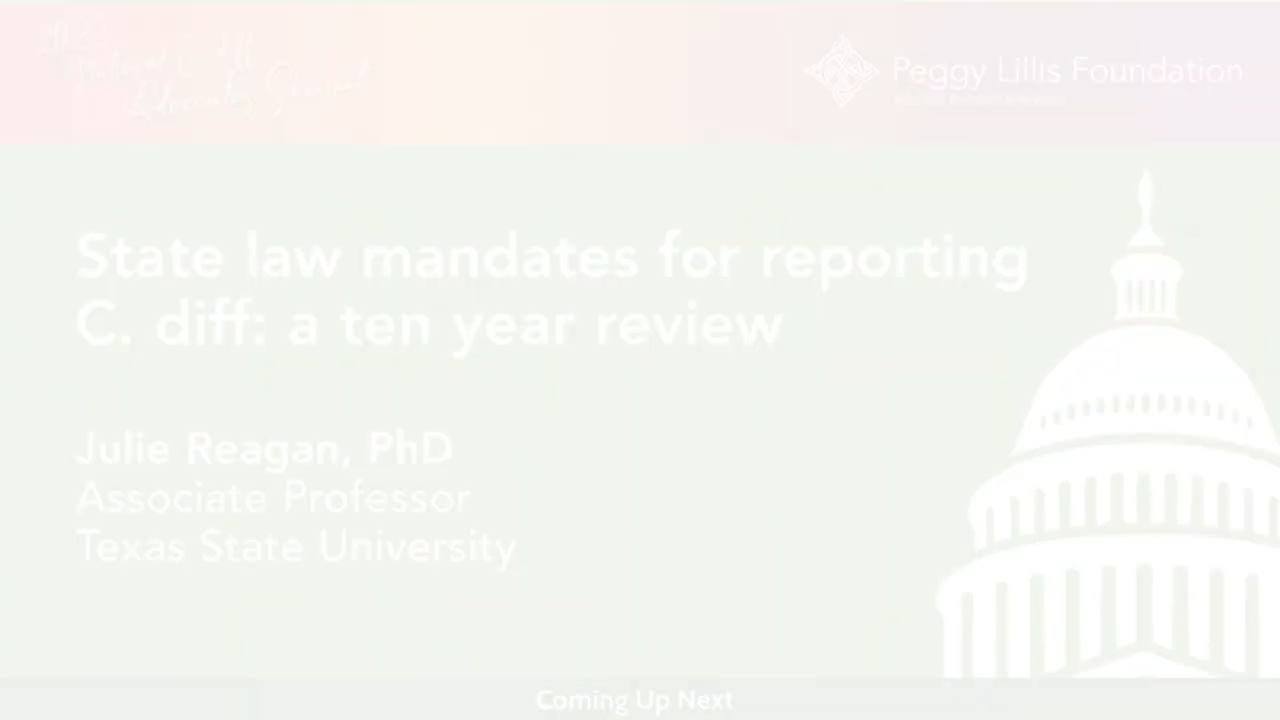 Peggy Lillis Foundation
State law mandates for reporting
C. diff: a ten year review
Julie Reagan, PhD
Associate Professor
Texas State University
Coming Up Next